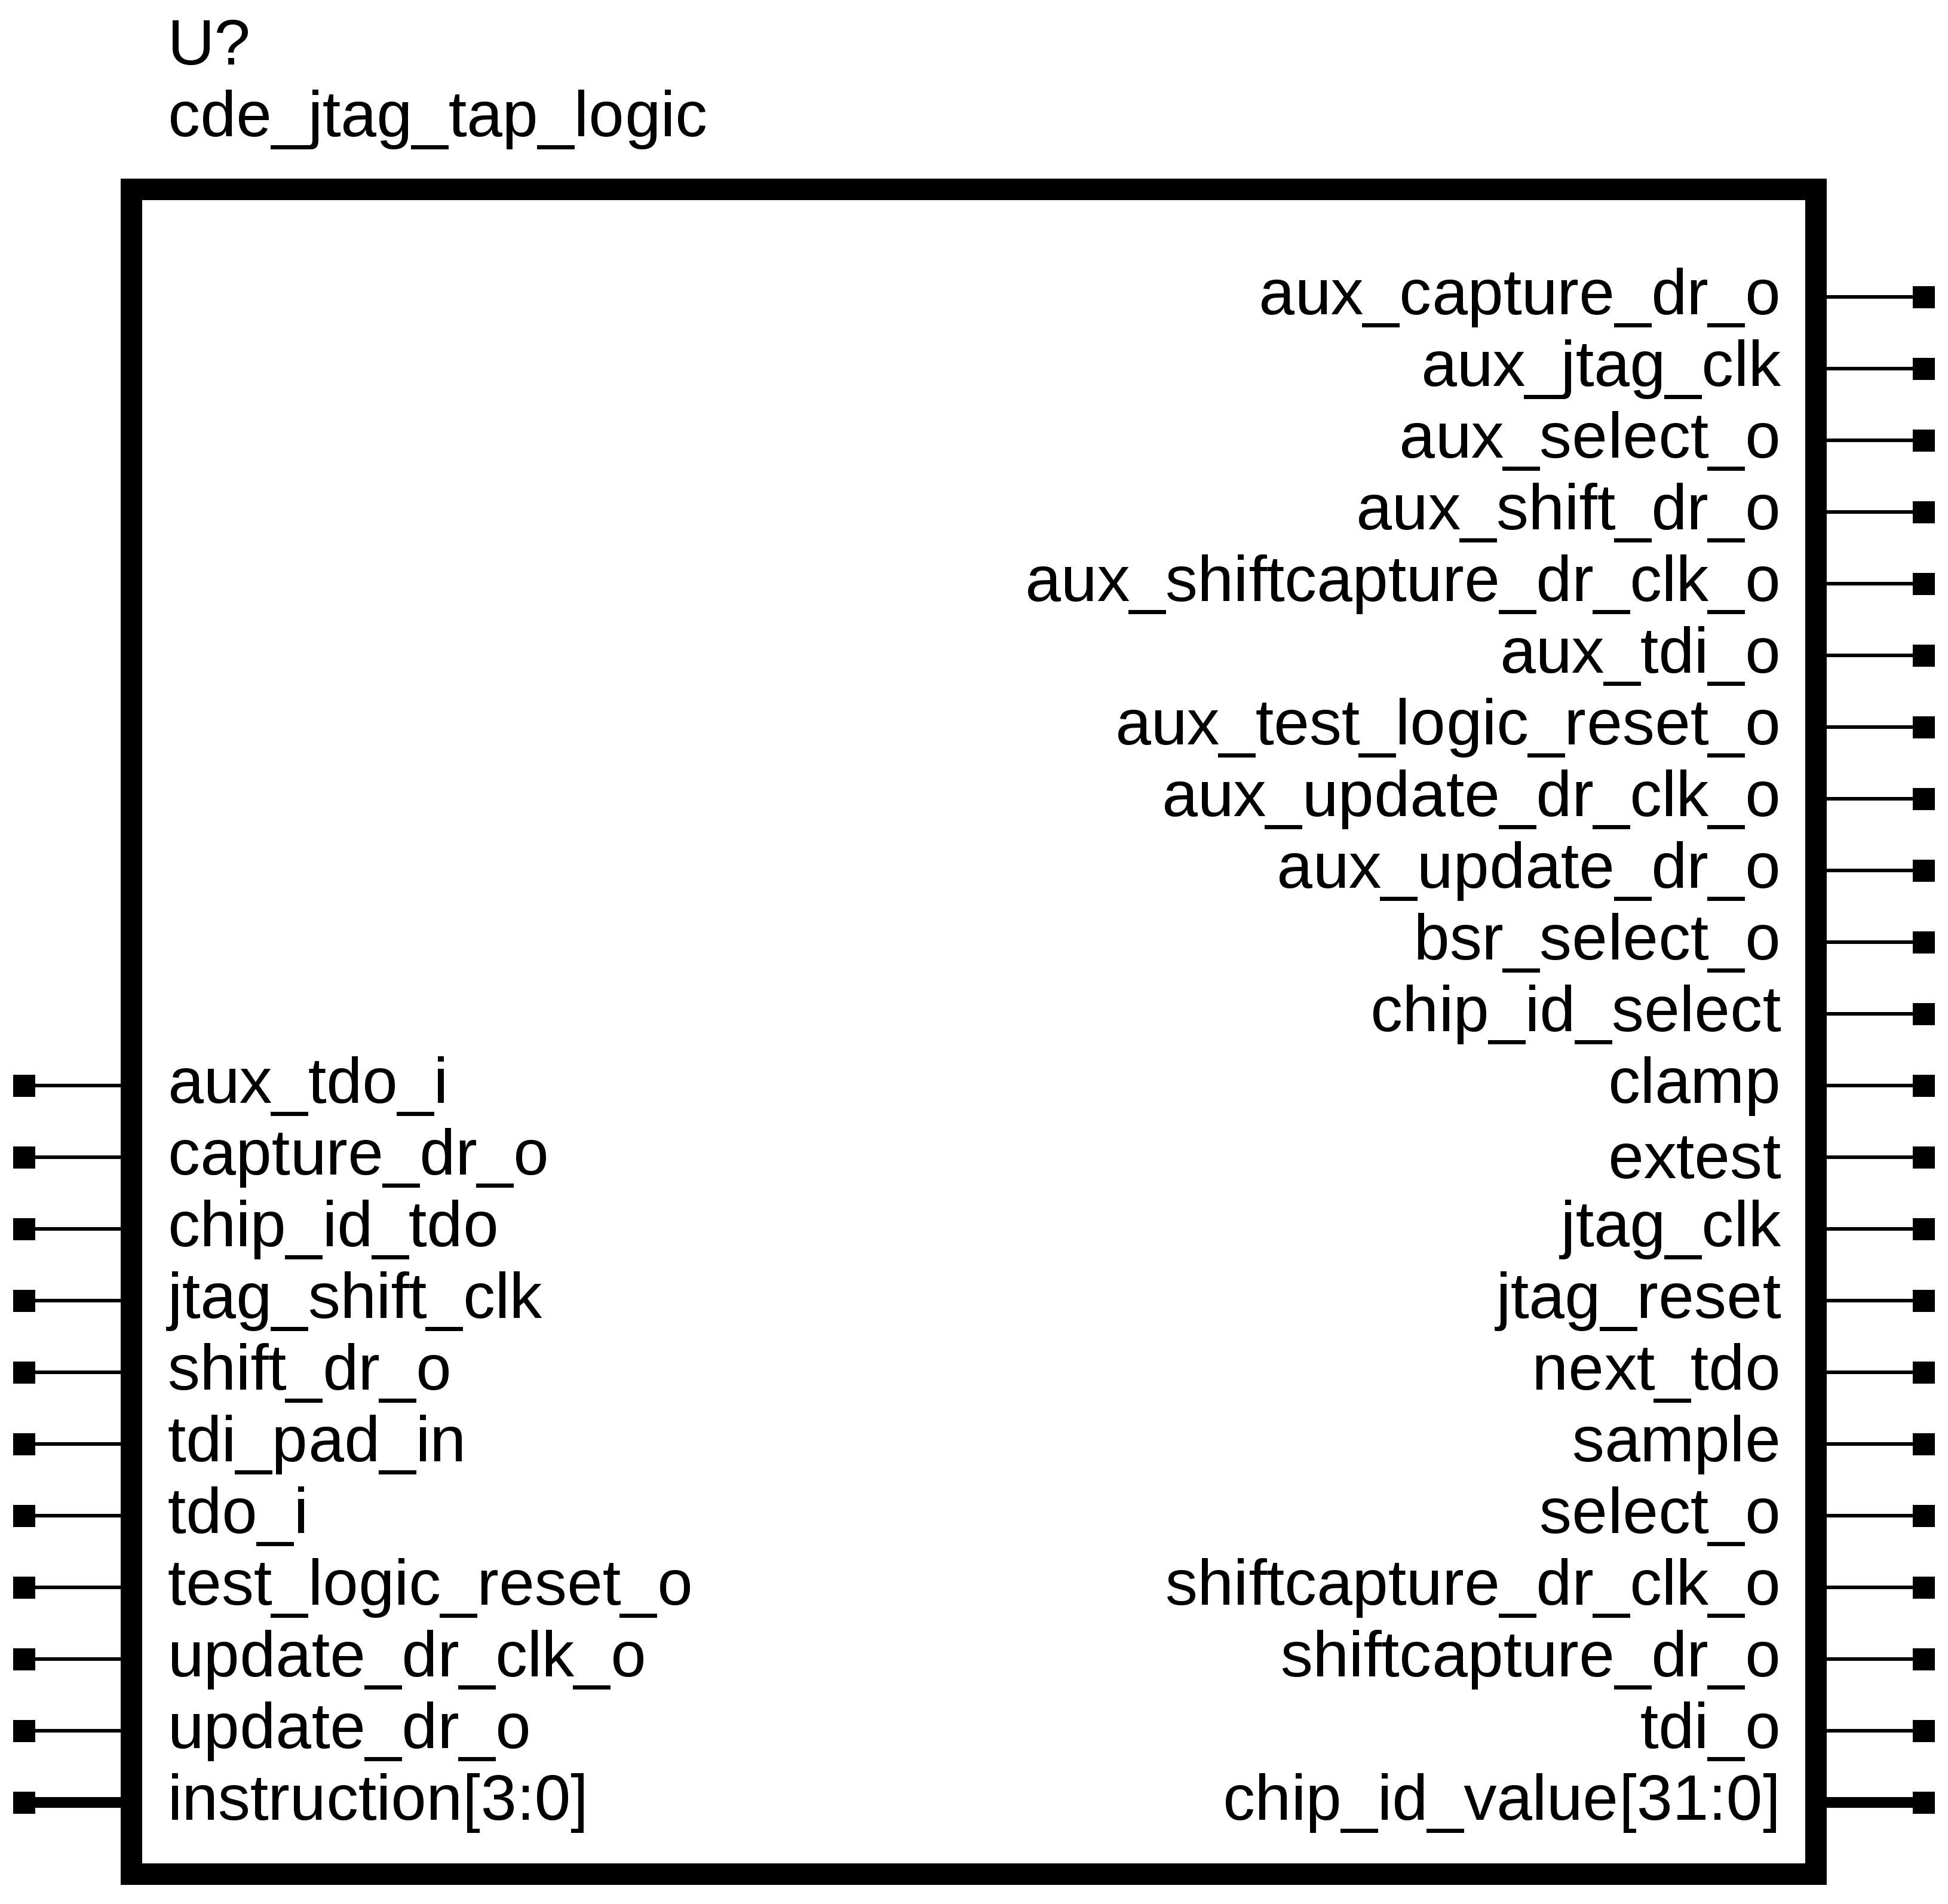 U?
cde_jtag_tap_logic
aux_capture_dr_o
aux_jtag_clk
aux_select_o
aux_shift_dr_o
aux_shiftcapture_dr_clk_o
aux_tdi_o
aux_test_logic_reset_o
aux_update_dr_clk_o
aux_update_dr_o
bsr_select_o
chip_id_select
aux_tdo_i clamp
capture_dr_o extest
chip_id_tdo jtag_clk
jtag_shift_clk jtag_reset
shift_dr_o next_tdo
tdi_pad_in sample
tdo_i select_o
test_logic_reset_o shiftcapture_dr_clk_o
update_dr_clk_o shiftcapture_dr_o
update_dr_o tdi_o
instruction[3:0] chip_id_value[31:0]